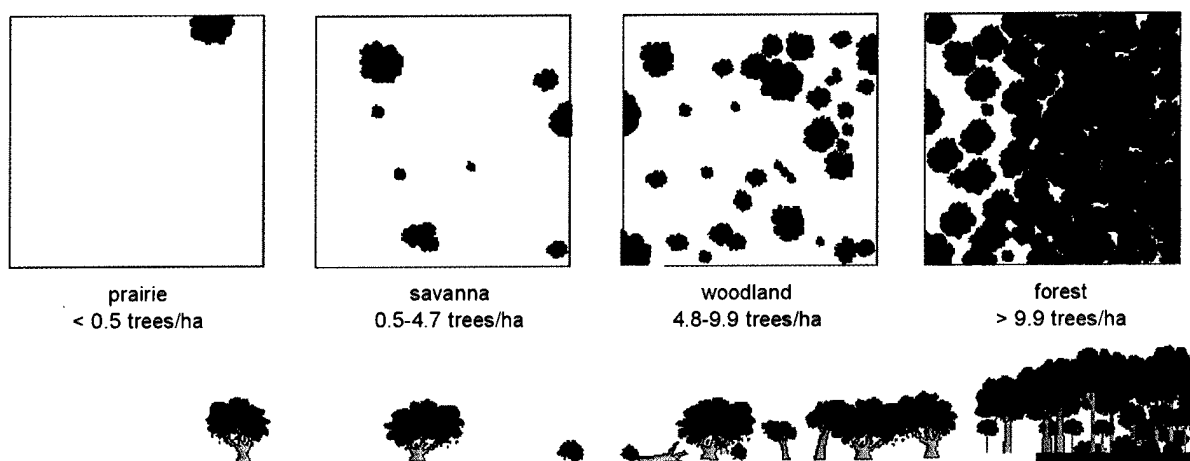 prairie
< 0.5 trees/ha
savanna
0.5-4.7 trees/ha
woodland
4.8-9.9 trees/ha
forest
> 9.9 trees/ha